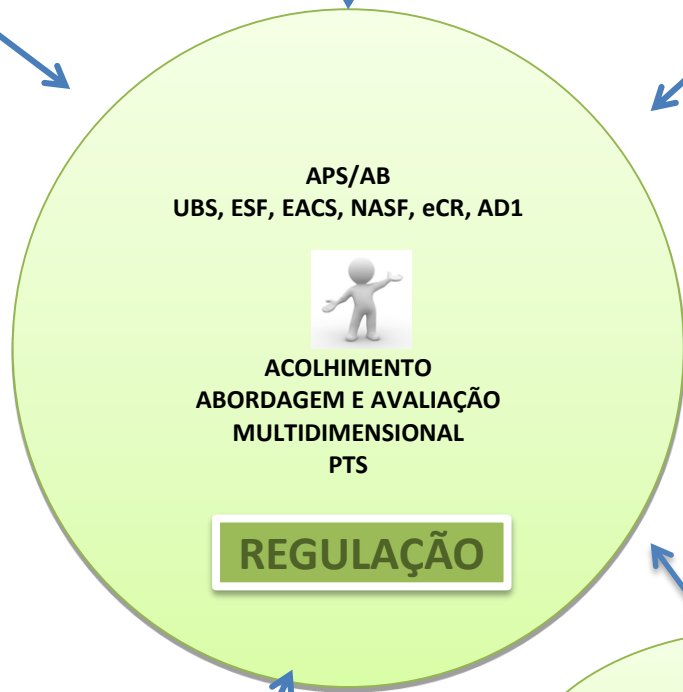 APS/AB
UBS, ESF, EACS, NASF, eCR, AD1
ACOLHIMENTO
ABORDAGEM E AVALIAÇÃO
MULTIDIMENSIONAL
PTS
REGULAÇÃO